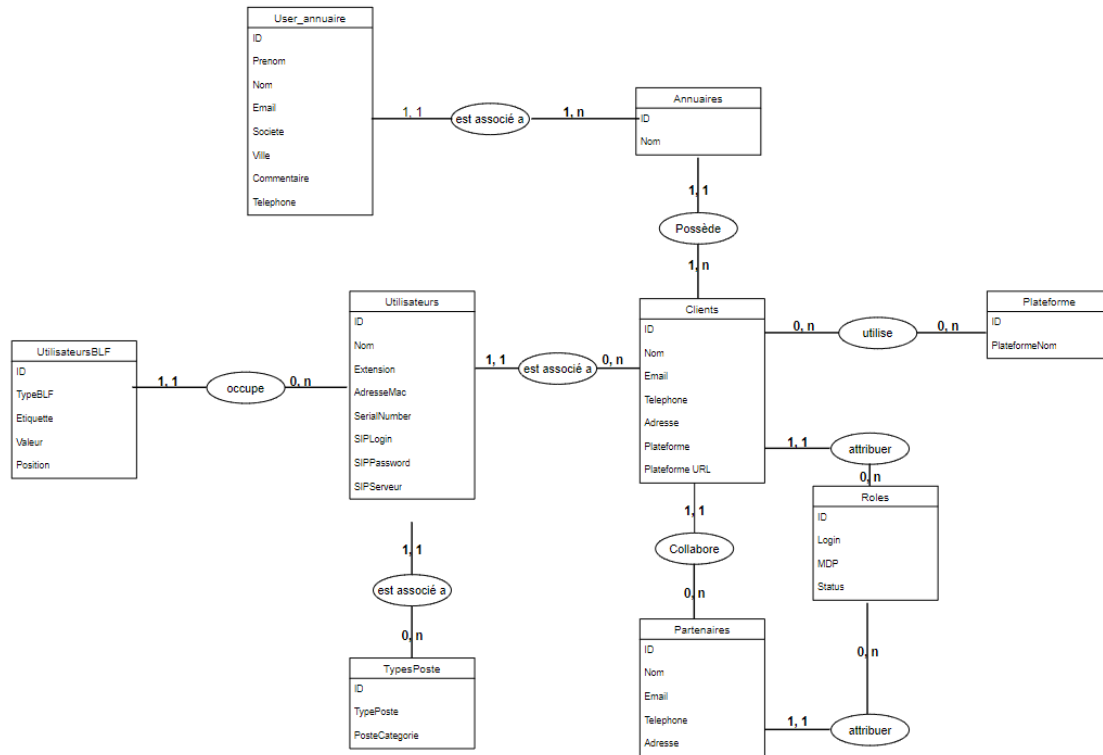 User_annuaire
ID
Prenom
Nom
Email
Societe
Ville
Commentaire
Telephone
1, 1
est associé a
1, n
Annuaires
ID
Nom
1, 1
Possède
1, n
Utilisateurs
ID
Nom
Extension
AdresseMac
SerialNumber
SIPLogin
SIPPassword
SIPServeur
Clients
ID
Nom
Email
Telephone
Adresse
Plateforme
Plateforme URL
0, n
utilise
0, n
Plateforme
ID
PlateformeNom
UtilisateursBLF
ID
TypeBLF
Etiquette
Valeur
Position
1, 1
occupe
0, n
1, 1
est associé a
0, n
1, 1
attribuer
0, n
Roles
ID
Login
MDP
Status
1, 1
Collabore
0, n
1, 1
est associé a
0, n
TypesPoste
ID
TypePoste
PosteCategorie
Partenaires
ID
Nom
Email
Telephone
Adresse
0, n
1, 1
attribuer